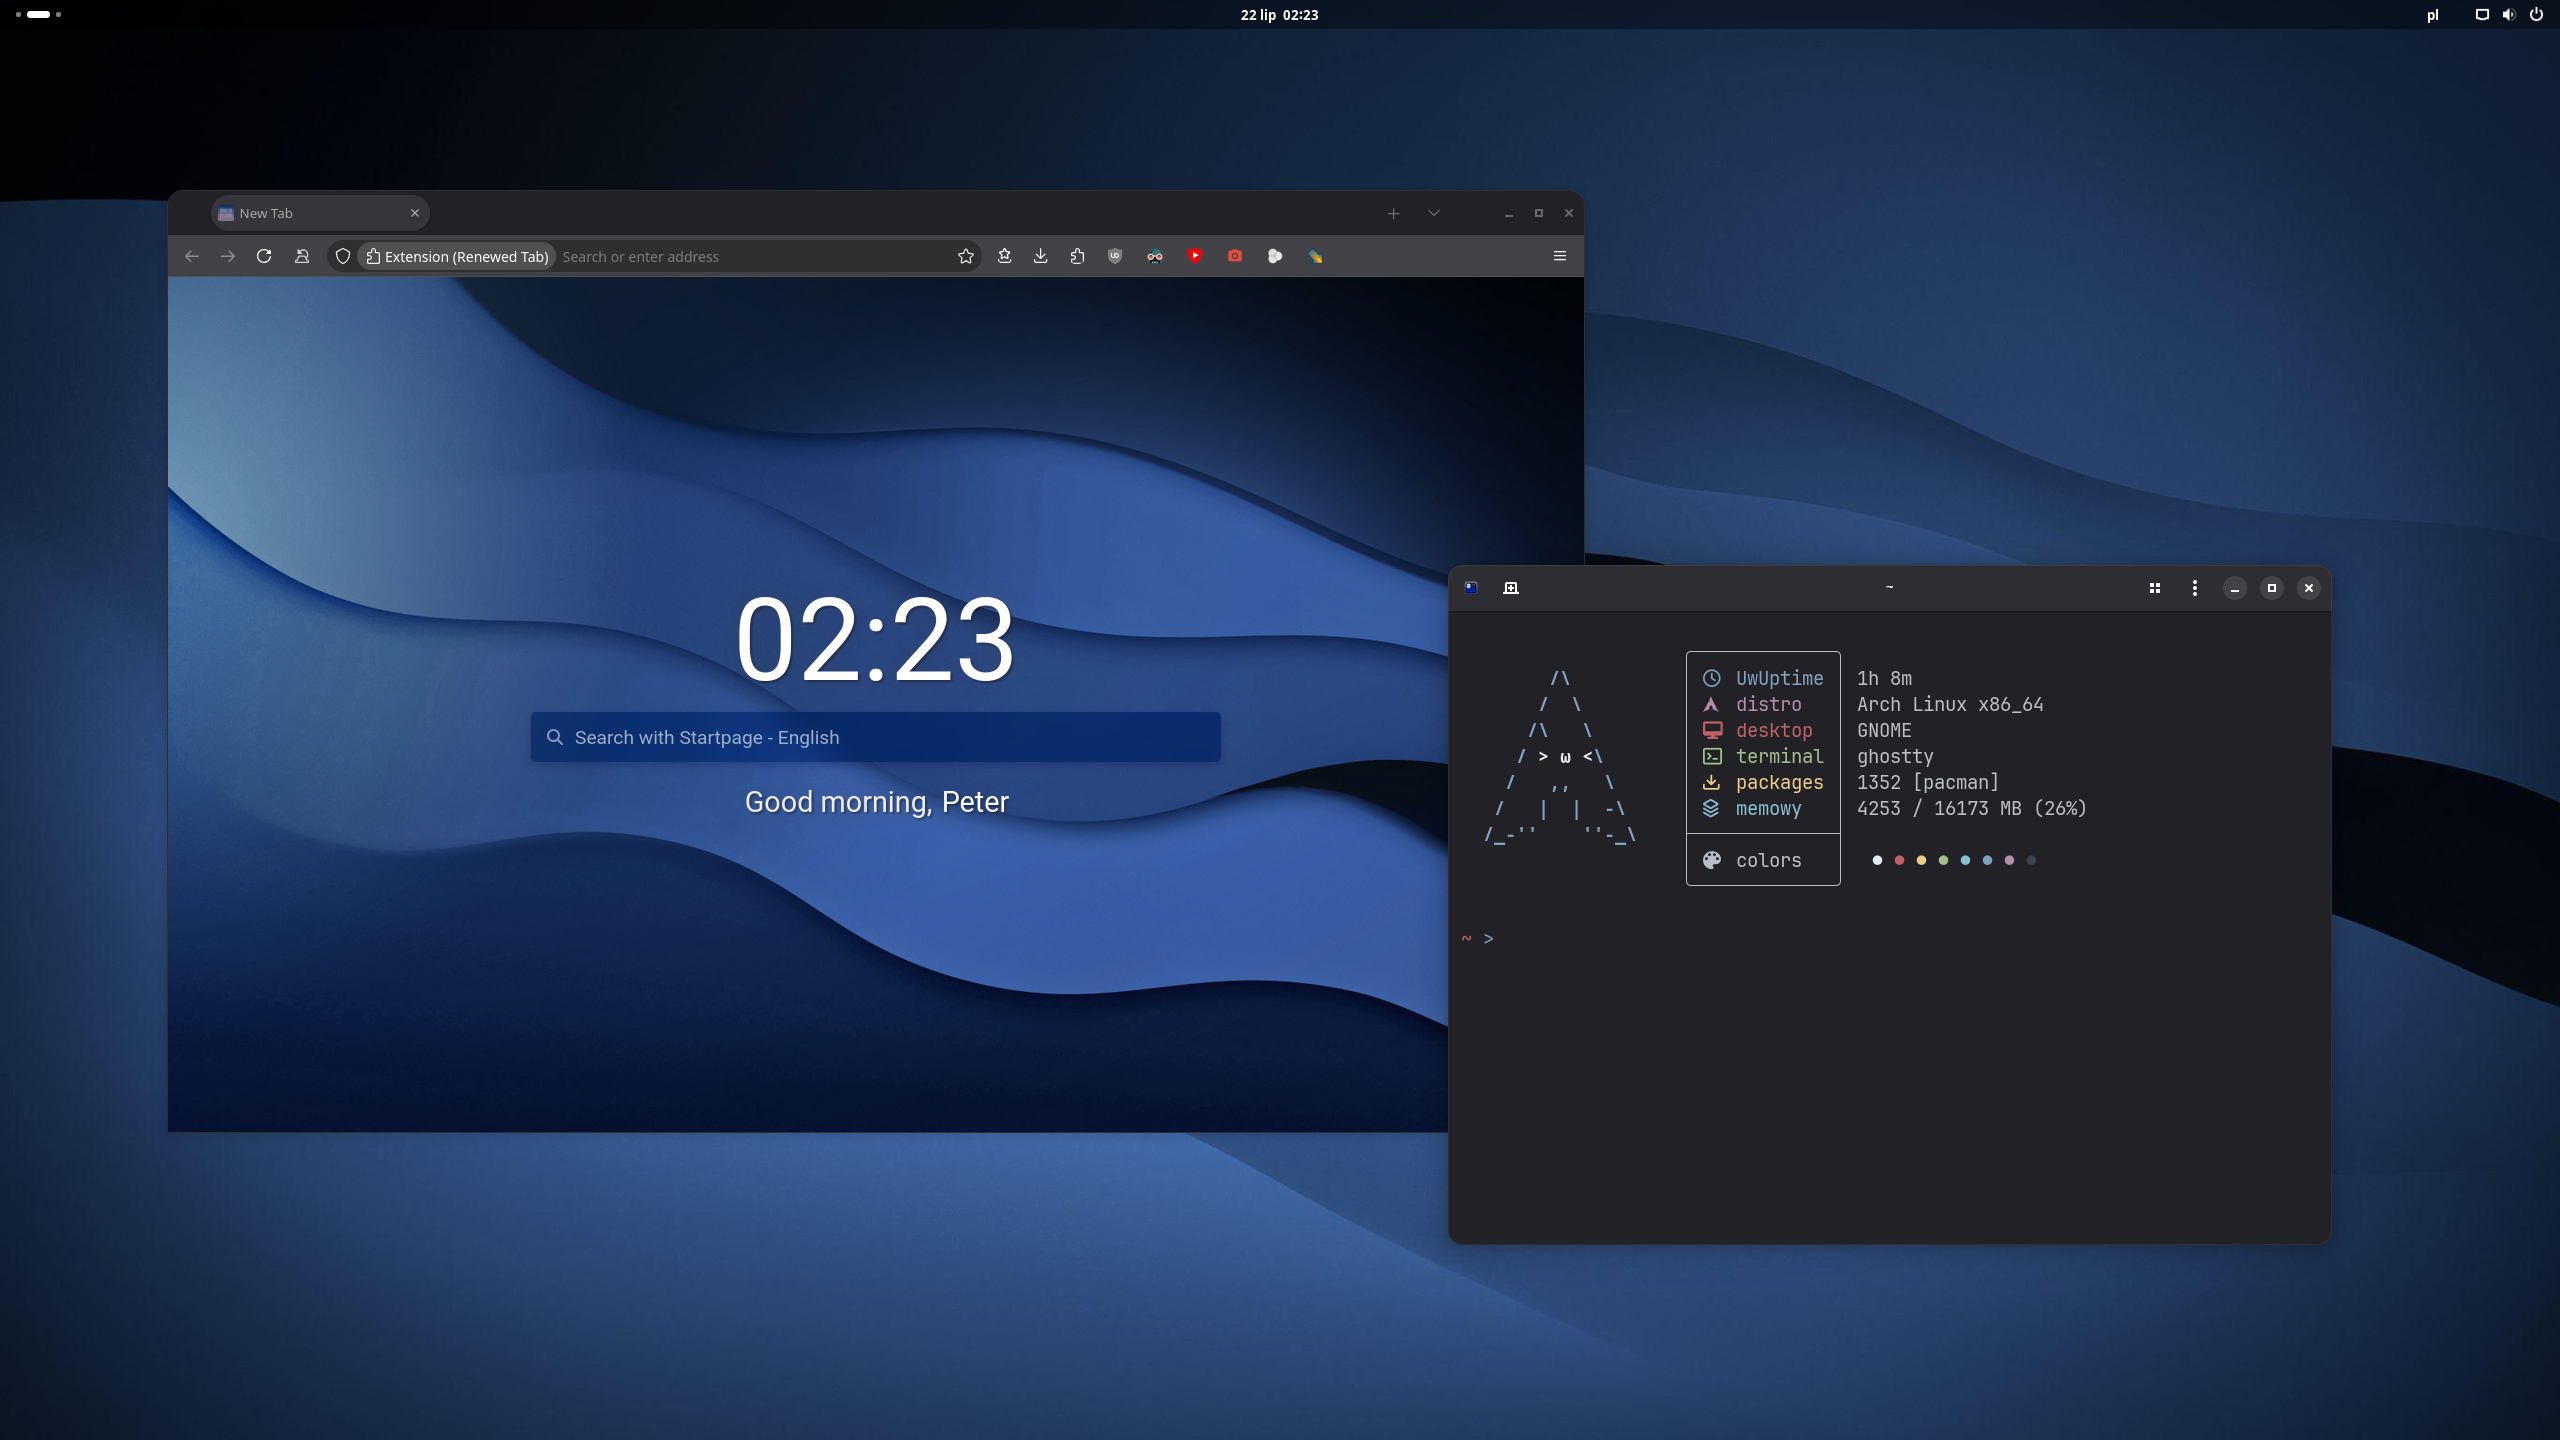 22 lip 02:23
pl
New Tab
Extension (Renewed Tab) Search or enter address
02:23
Search with Startpage - English
Good morning, Peter
~
/\
/  \
/\   \
/ > ω <\
/   ,,   \
/   |  |  -\
/_-''    ''-_\
UwUptime 1h 8m
distro Arch Linux x86_64
desktop GNOME
terminal ghostty
packages 1352 [pacman]
memowy 4253 / 16173 MB (26%)
colors
~ >